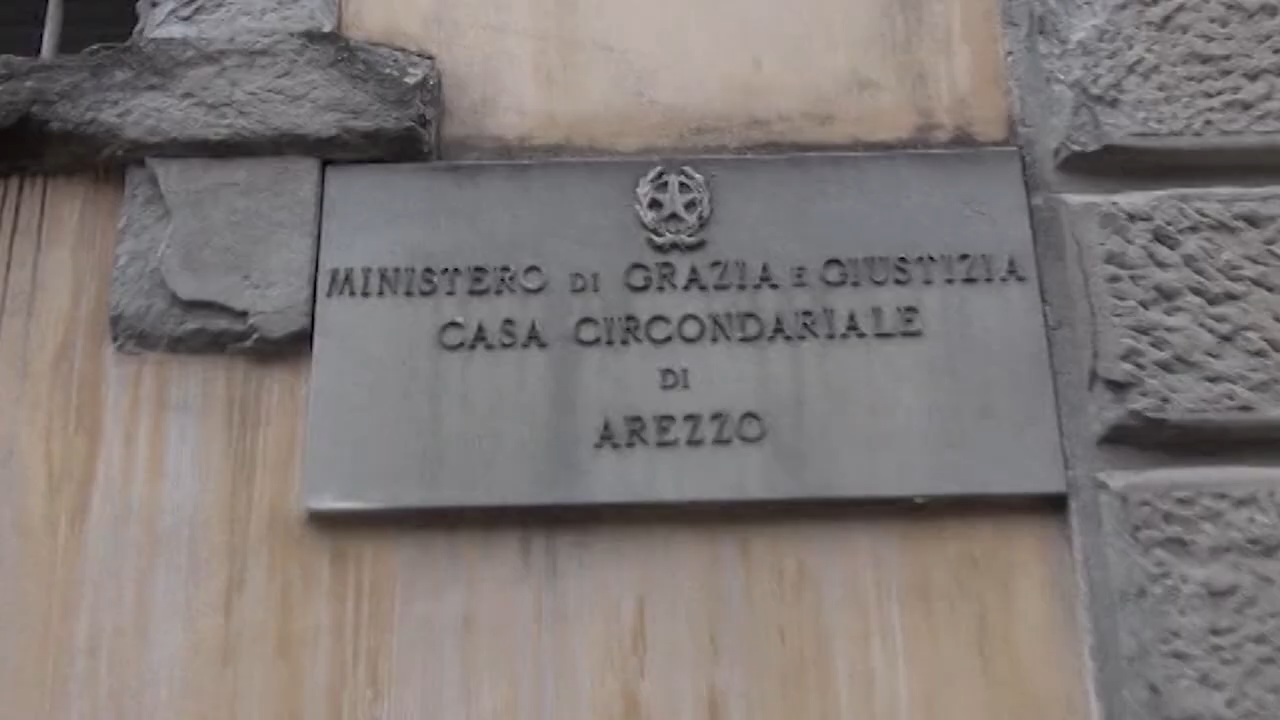 MINISTERO DI GRAZIA E GIUSTIZIA
CASA CIRCONDARIALE
DI
AREZZO